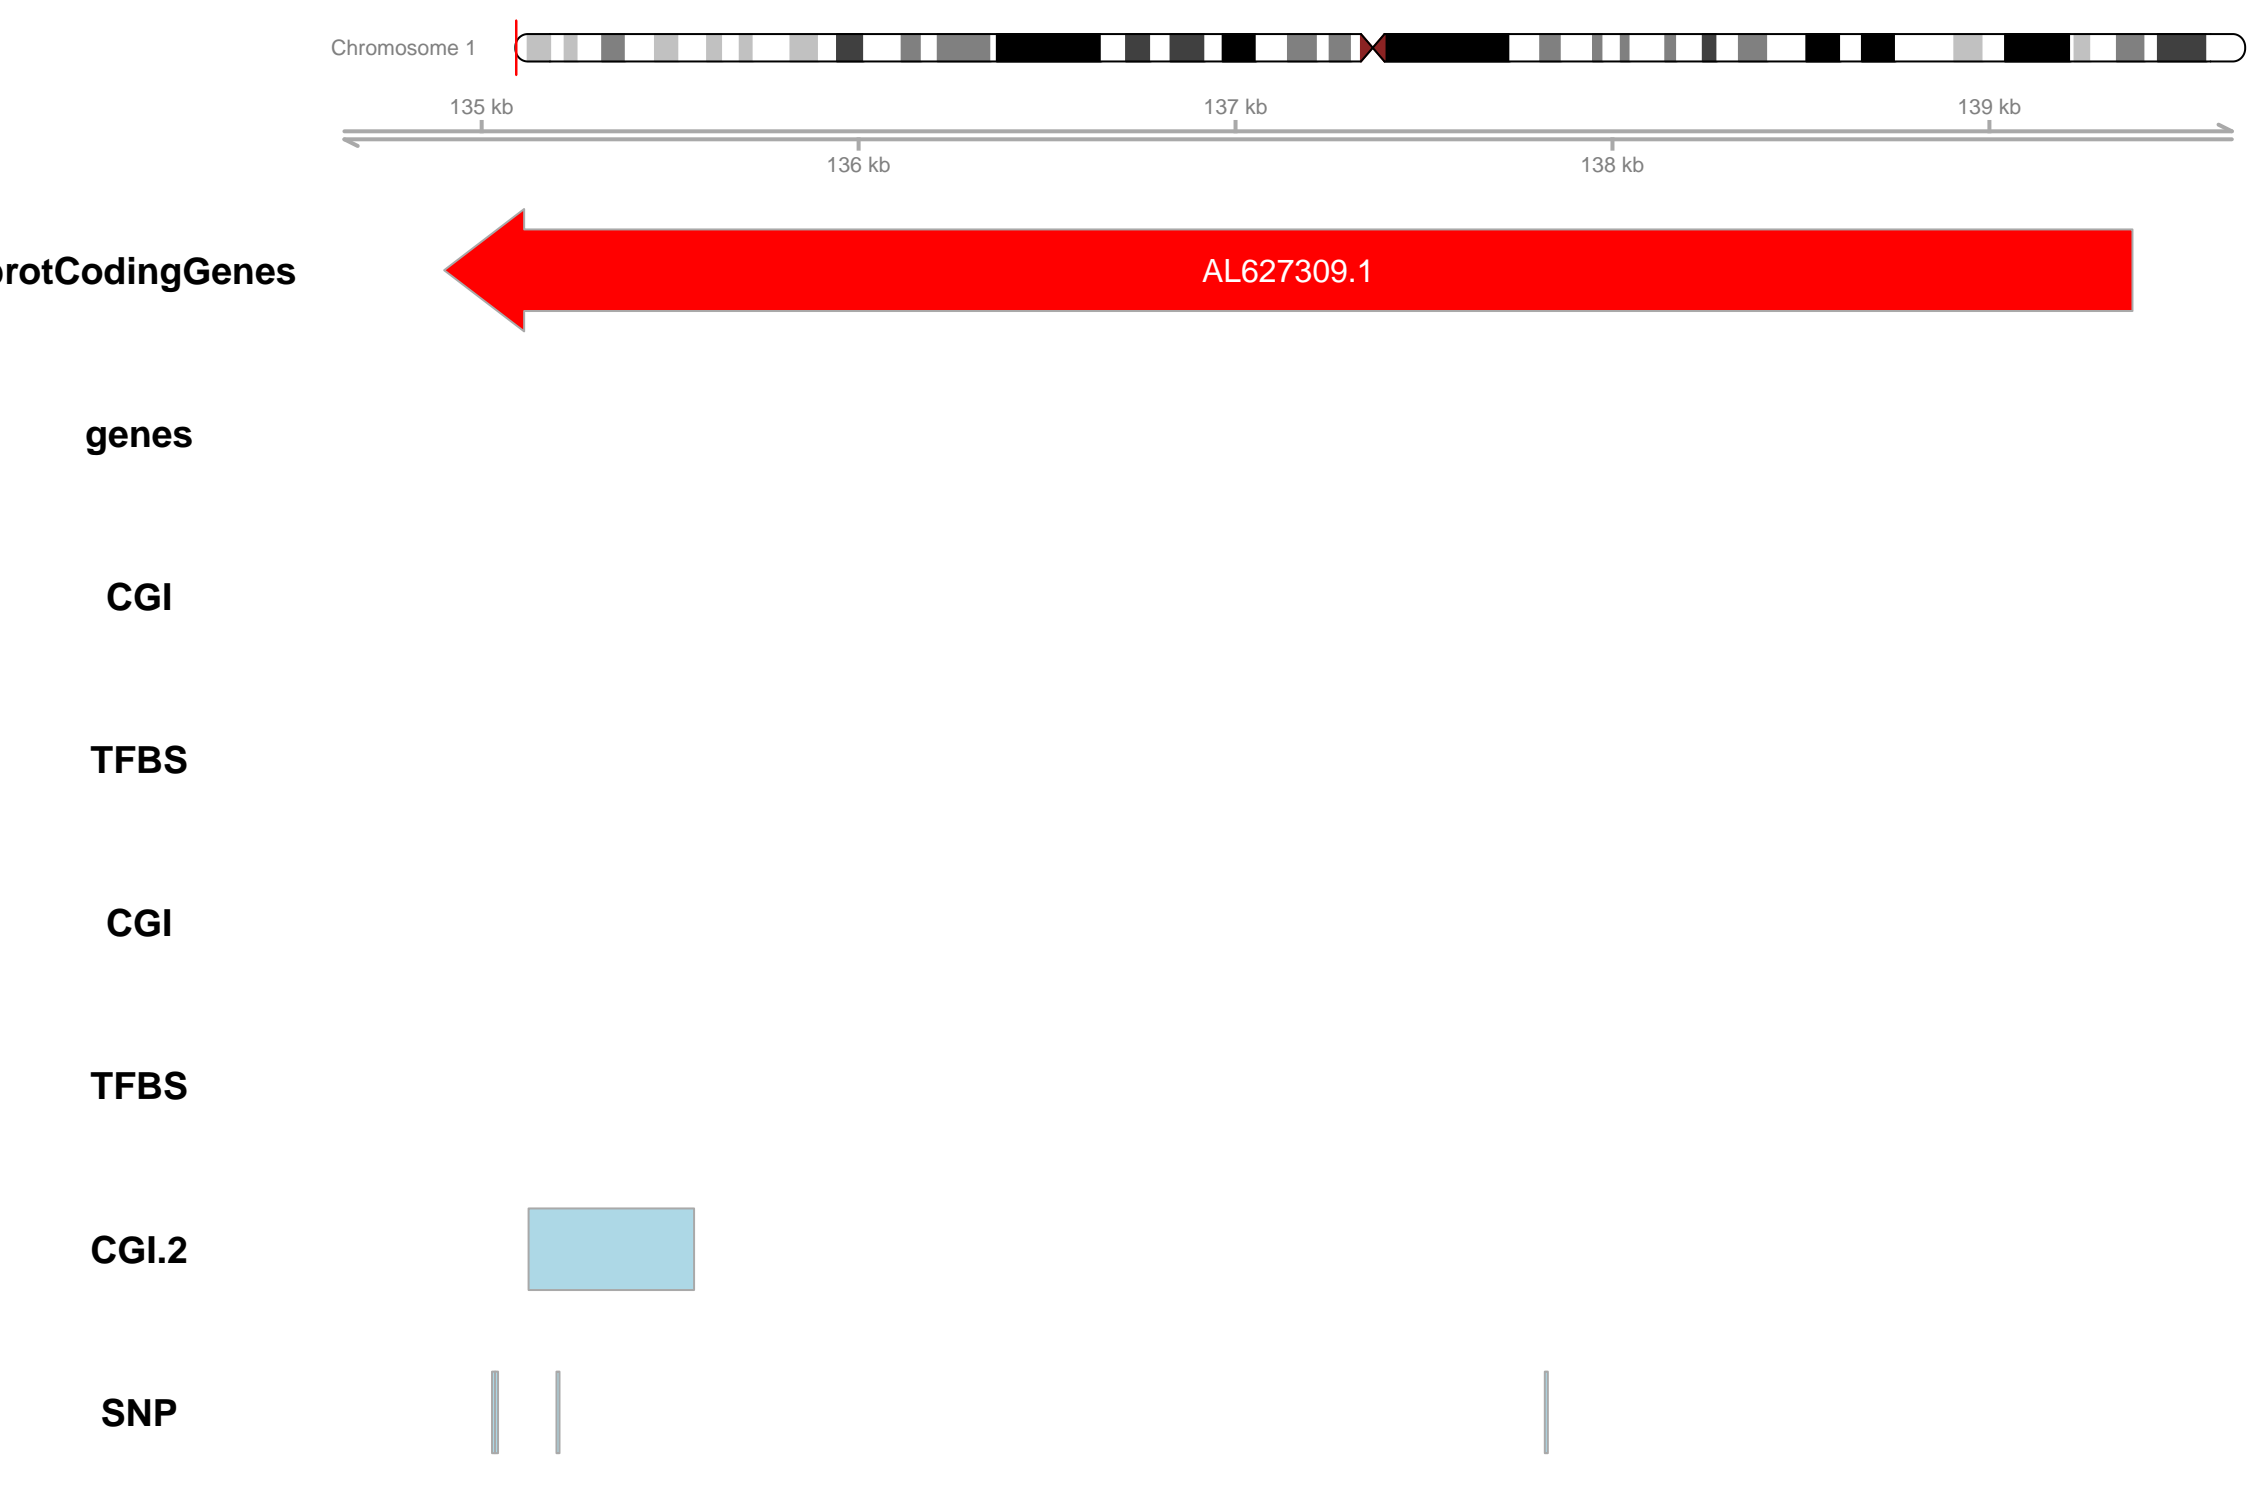 Chromosome 1
135 kb 137 kb 139 kb
136 kb 138 kb
rotCodingGenes AL627309.1
genes
CGI
TFBS
CGI
TFBS
CGI.2
SNP